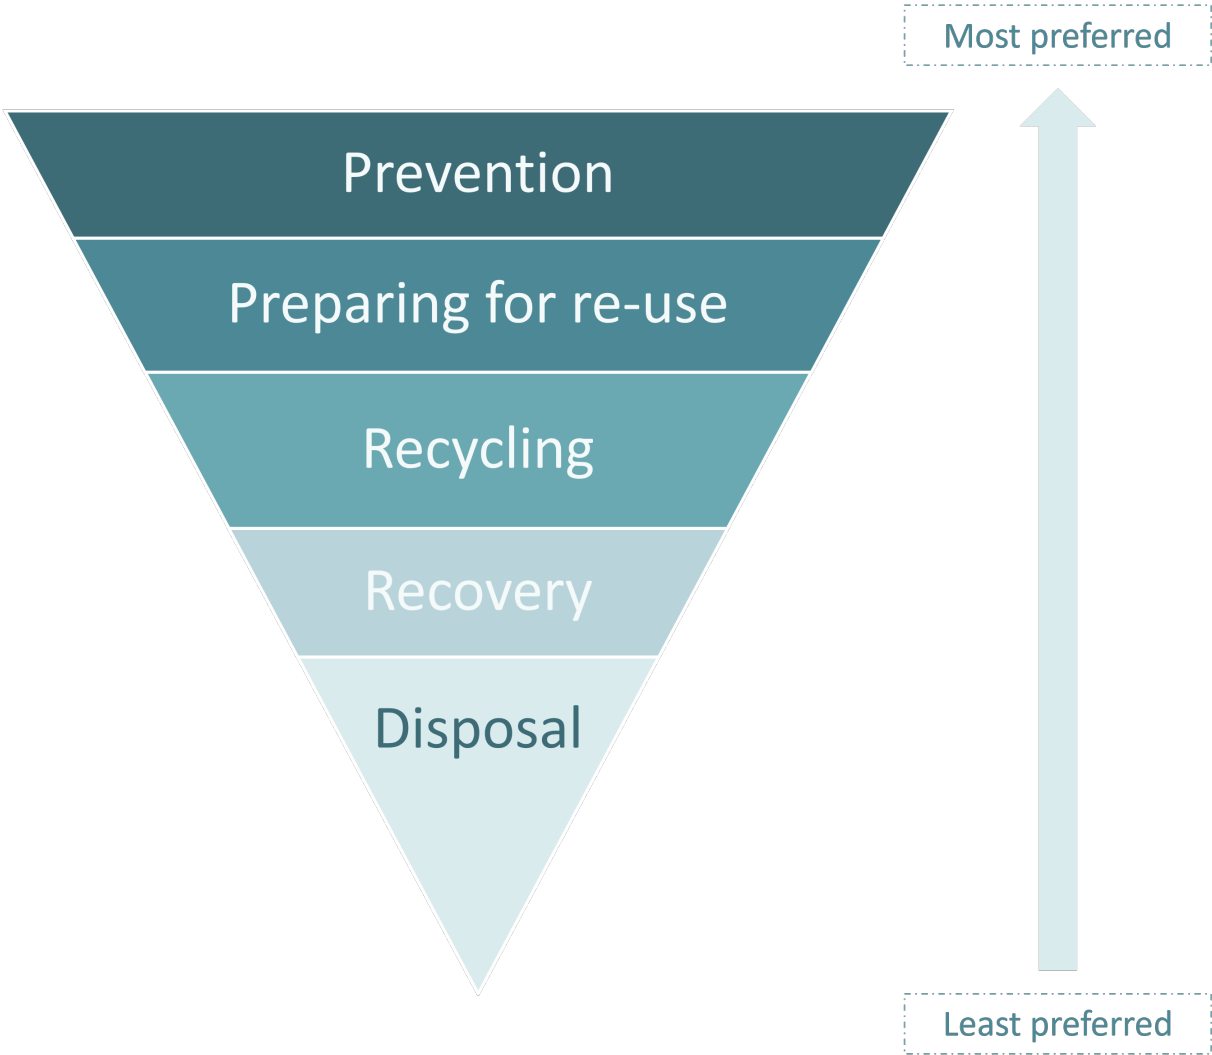 Most preferred
Prevention
Preparing for re-use
Recycling
Recovery
Disposal
Least preferred